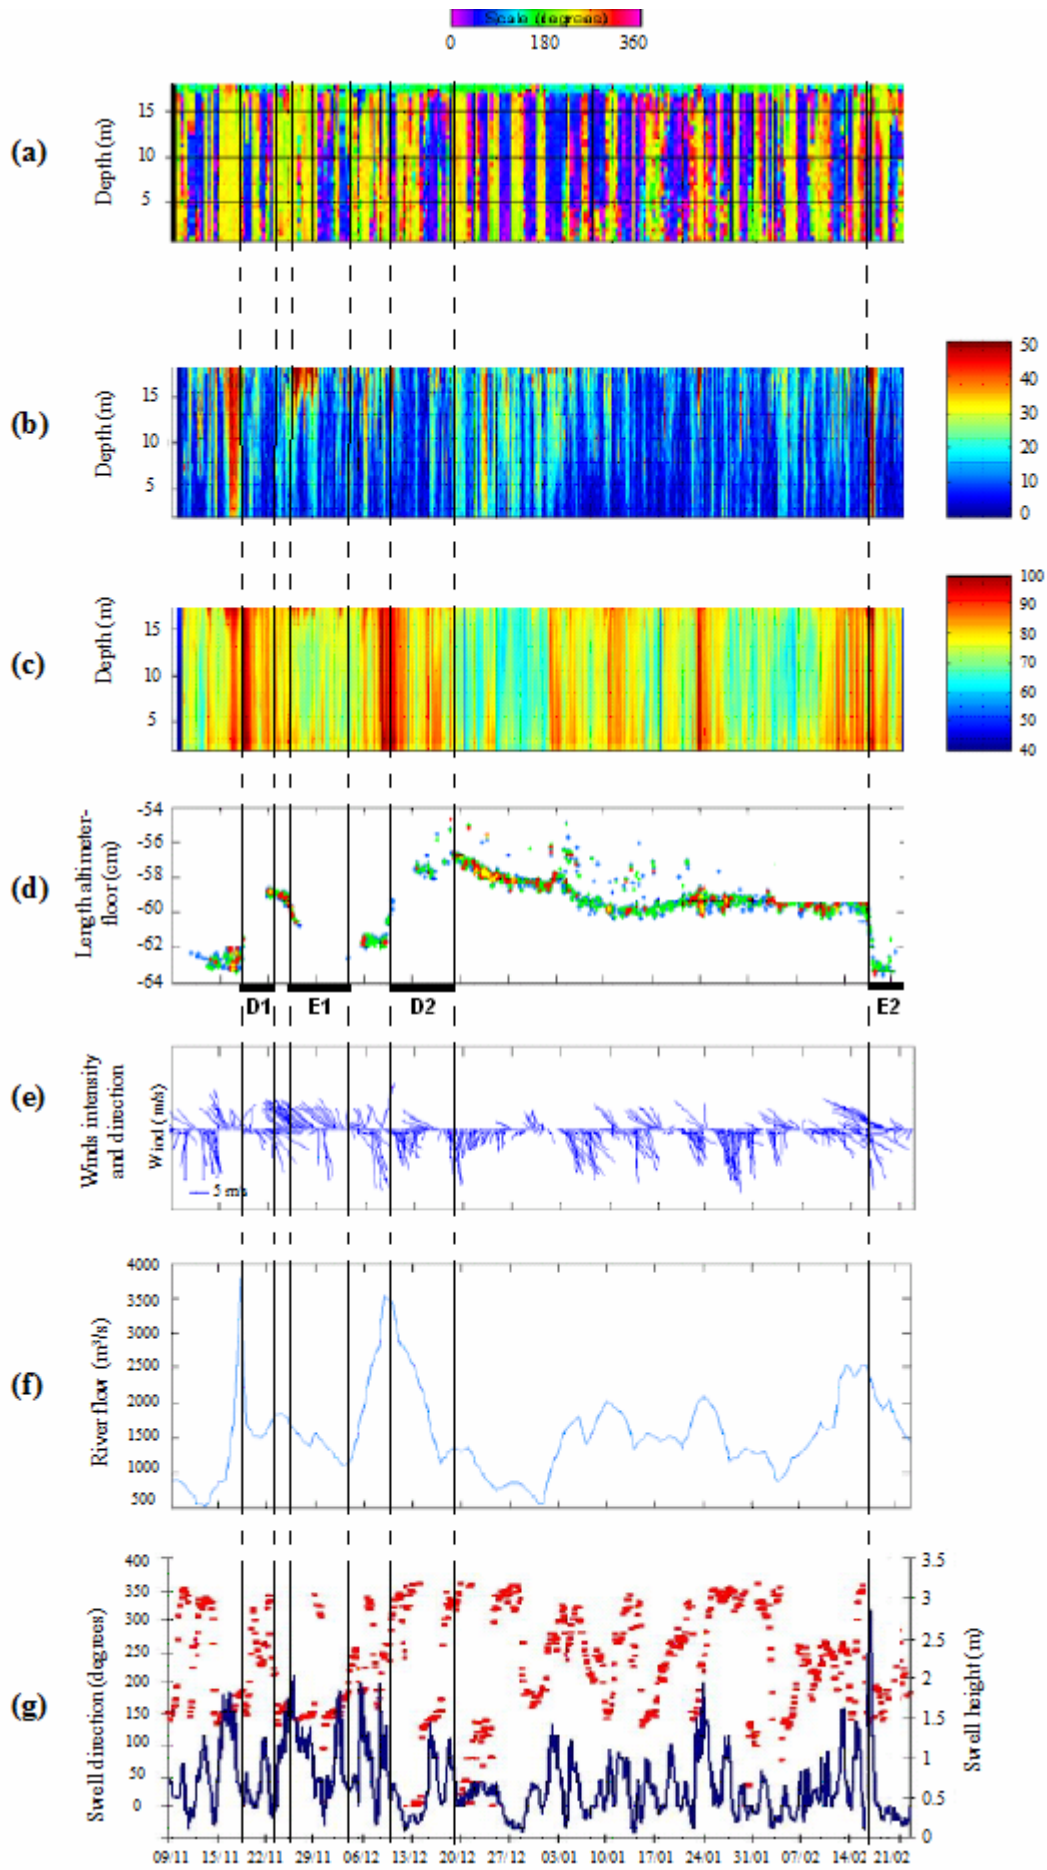 Scale (degrees)
0 180 360
(a)
Depth (m)
15
10
5
(b)
Depth (m)
15
10
5
50
40
30
20
10
0
(c)
Depth (m)
15
10
5
100
90
80
70
60
50
40
(d)
Length altimeter-
floor (cm)
-54
-56
-58
-60
-62
-64
D1 E1 D2 E2
(e)
Winds intensity
and direction
Wind (m/s)
5 m/s
(f)
River flow (m³/s)
4000
3500
3000
2500
2000
1500
1000
500
(g)
Swell direction (degrees)
400
350
300
250
200
150
100
50
0
3.5
3
2.5
2
1.5
1
0.5
0
Swell height (m)
09/11 15/11 22/11 29/11 06/12 13/12 20/12 27/12 03/01 10/01 17/01 24/01 31/01 07/02 14/02 21/02